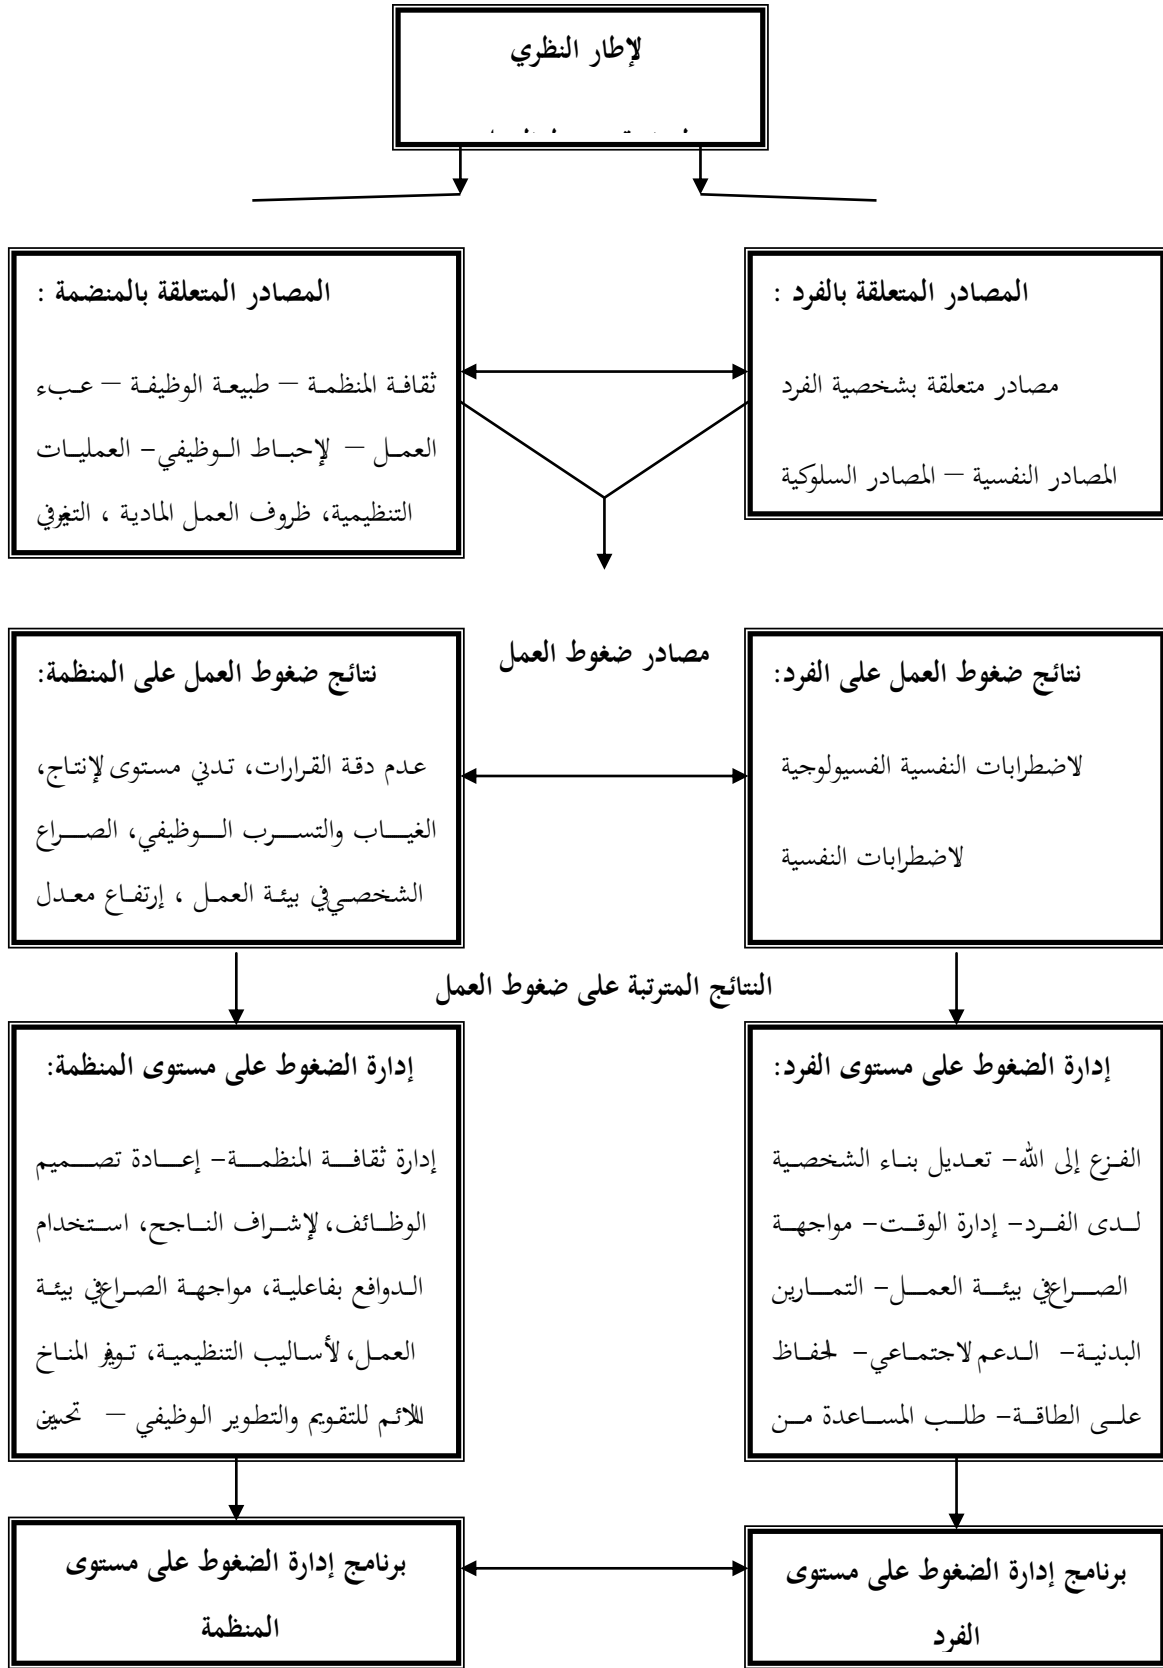 لإطار النظري
المصادر المتعلقة بالفرد :
مصادر متعلقة بشخصية الفرد
المصادر النفسية – المصادر السلوكية
المصادر المتعلقة بالمنضمة :
ثقافة المنظمة – طبيعة الوظيفة – عبء
العمل – لإحباط الوظيفي- العمليات
التنظيمية، ظروف العمل المادية ،
مصادر ضغوط العمل
نتائج ضغوط العمل على الفرد:
لاضطرابات النفسية الفسيولوجية
لاضطرابات النفسية
نتائج ضغوط العمل على المنظمة:
عدم دقة القرارات، تدني مستوى لإنتاج،
الغياب والتسرب الوظيفي، الصراع
الشخصي في بيئة العمل ، إرتفاع معدل
النتائج المترتبة على ضغوط العمل
إدارة الضغوط على مستوى الفرد:
الفزع إلى الله- تعديل بناء الشخصية
لدى الفرد- إدارة الوقت- مواجهة
الصراع في بيئة العمل- التمارين
البدنية- الدعم لاجتماعي- لحفاظ
على الطاقة- طلب المساعدة من
إدارة الضغوط على مستوى المنظمة:
إدارة ثقافة المنظمة- إعادة تصميم
الوظائف، لإشراف الناجح، استخدام
الدوافع بفاعلية، مواجهة الصراع في بيئة
العمل، لأساليب التنظيمية، توفير المناخ
للائم للتقويم والتطوير الوظيفي – تحسين
برنامج إدارة الضغوط على مستوى
الفرد
برنامج إدارة الضغوط على مستوى
المنظمة